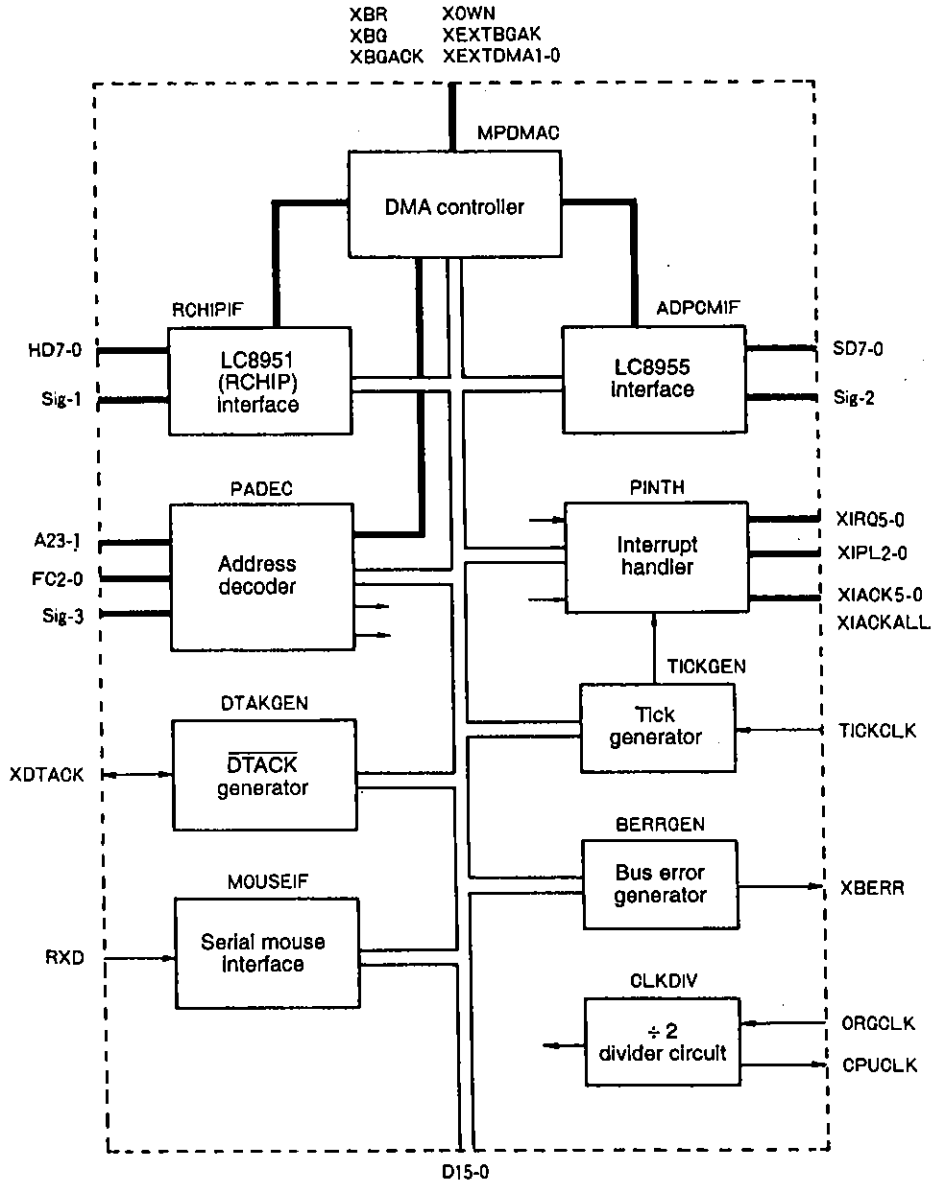 XBR XOWN
XBG XEXTBGAK
XBGACK XEXTDMA1-0
MPDMAC
DMA controller
RCHIPIF
ADPCMIF
HD7-0
LC8951
(RCHIP)
interface
Sig-1
LC8955
interface
SD7-0
Sig-2
PADEC
PINTH
A23-1
FC2-0
Sig-3
Address
decoder
Interrupt
handler
XIRQ5-0
XIPL2-0
XIACK5-0
XIACKALL
TICKGEN
DTAKGEN
Tick
generator
TICKCLK
XDTACK
DTACK
generator
BERRGEN
MOUSEIF
Bus error
generator
XBERR
RXD
Serial mouse
interface
CLKDIV
÷ 2
divider circuit
ORGCLK
CPUCLK
D15-0